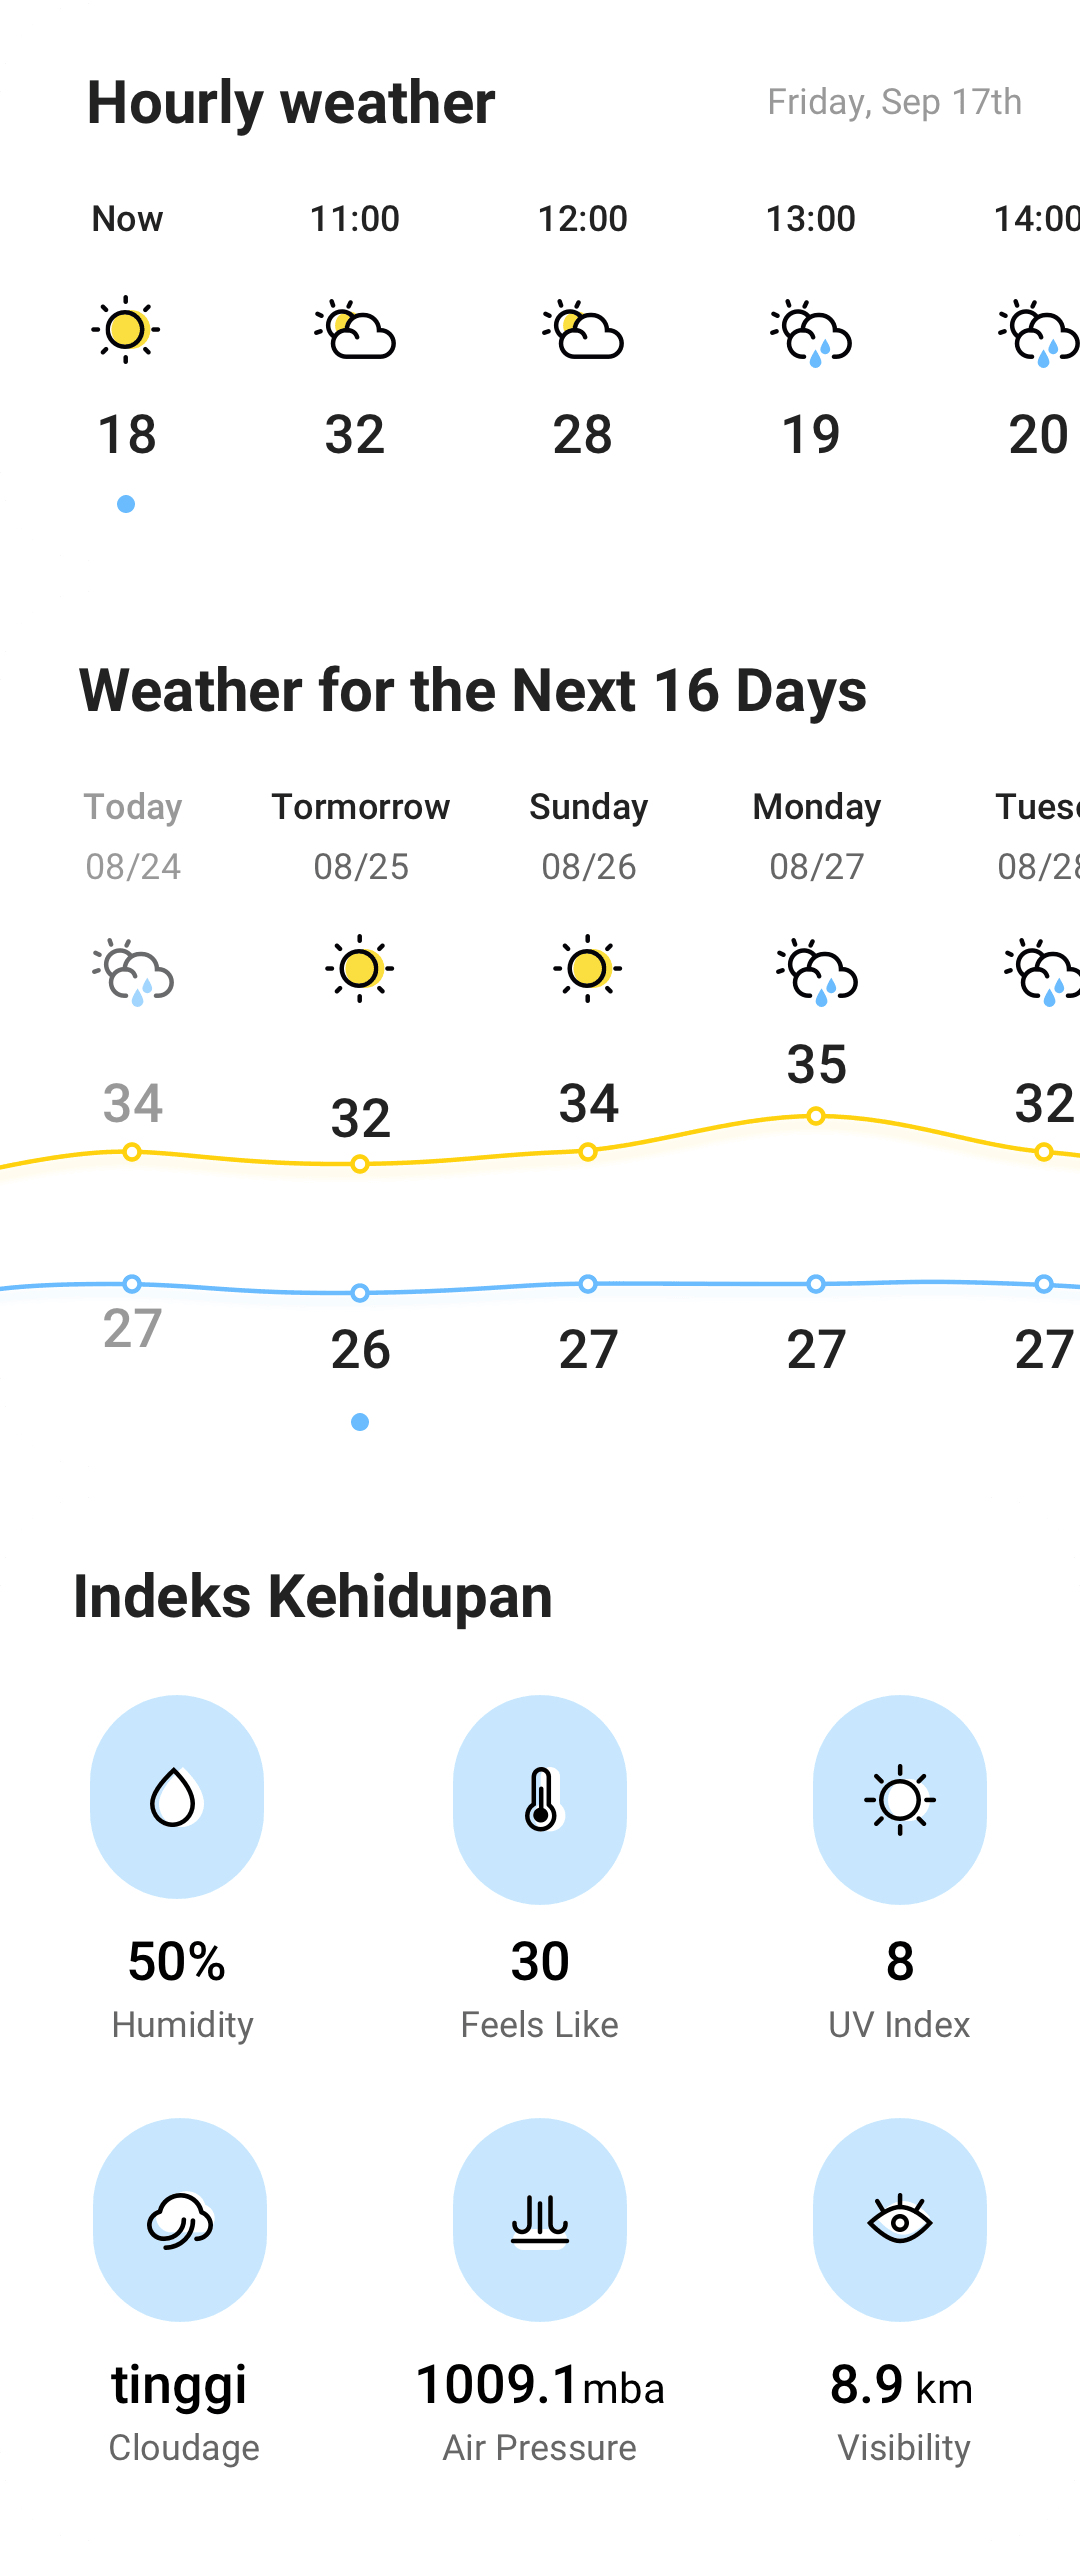 Hourly weather
Friday, Sep 17th
Now 11:00 12:00 13:00 14:00
18 32 28 19 20
Weather for the Next 16 Days
Today Tormorrow Sunday Monday
08/24 08/25 08/26 08/27 08/28
34 32 34 35 32
27 26 27 27 27
Indeks Kehidupan
50% 30 8
Humidity Feels Like UV Index
tinggi 1009.1mba 8.9 km
Cloudage Air Pressure Visibility